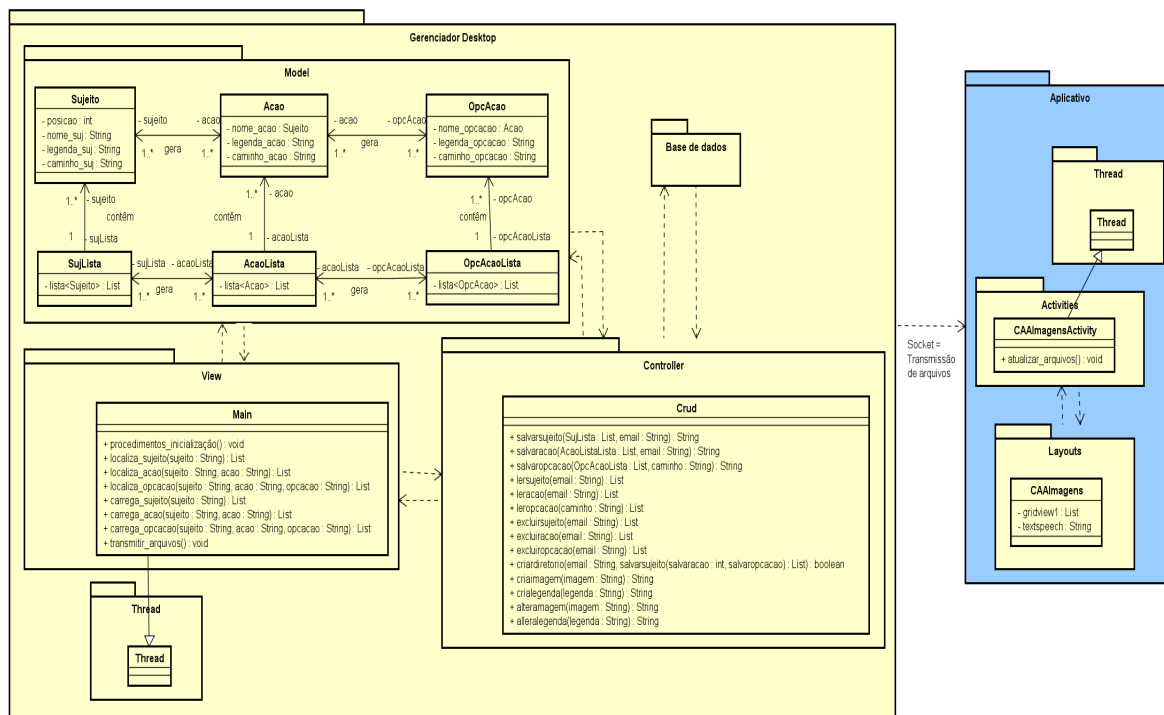 Gerenciador Desktop
Model
Sujeito
- posicao : int
- nome_suj : String
- legenda_suj : String
- caminho_suj : String
- sujeito
- acao
1..*
gera
1..*
Acao
- nome_acao : Sujeito
- legenda_acao : String
- caminho_acao : String
- acao
- opcAcao
1..*
gera
1..*
OpcAcao
- nome_opcacao : Acao
- legenda_opcacao : String
- caminho_opcacao : String
1..*
- sujeito
contêm
1
- sujLista
1..*
- acao
contêm
1
- acaoLista
1..*
- opcAcao
contêm
1
- opcAcaoLista
SujLista
- lista<Sujeito> : List
- sujLista
- acaoLista
1..*
gera
1..*
AcaoLista
- lista<Acao> : List
- acaoLista
- opcAcaoLista
1..*
gera
1..*
OpcAcaoLista
- lista<OpcAcao> : List
Base de dados
View
Main
+ procedimentos_inicialização() : void
+ localiza_sujeito(sujeito : String) : List
+ localiza_acao(sujeito : String, acao : String) : List
+ localiza_opcacao(sujeito : String, acao : String, opcacao : String) : List
+ carrega_sujeito(sujeito : String) : List
+ carrega_acao(sujeito : String, acao : String) : List
+ carrega_opcacao(sujeito : String, acao : String, opcacao : String) : List
+ transmitir_arquivos() : void
Thread
Thread
Controller
Crud
+ salvarsujeito(SujLista : List, email : String) : String
+ salvaracao(AcaoListaLista : List, email : String) : String
+ salvaropcacao(OpcAcaoLista : List, caminho : String) : String
+ lersujeito(email : String) : List
+ leracao(email : String) : List
+ leropcacao(caminho : String) : List
+ excluirsujeito(email : String) : List
+ excluiracao(email : String) : List
+ excluiropcacao(email : String) : List
+ criardiretorio(email : String, salvarsujeito(salvaracao : int, salvaropcacao) : List) : boolean
+ criaimagem(imagem : String) : String
+ crialegenda(legenda : String) : String
+ alteramagem(imagem : String) : String
+ alleralegenda(legenda : String) : String
Socket =
Transmissão
de arquivos
Aplicativo
Thread
Thread
Activities
CAAImagensActivity
+ atualizar_arquivos() : void
Layouts
CAAImagens
- gridview1 : List
- textspeech : String